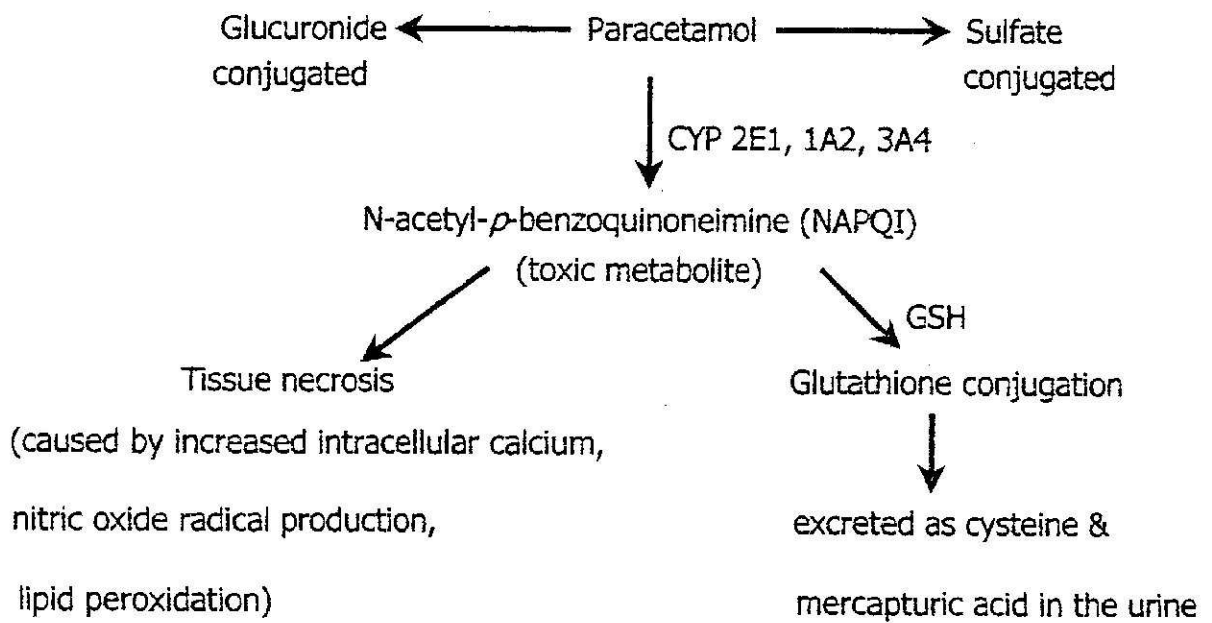 Glucuronide conjugated
Paracetamol
Sulfate conjugated
CYP 2E1, 1A2, 3A4
N-acetyl-p-benzoquinoneimine (NAPQI)
(toxic metabolite)
GSH
Tissue necrosis
(caused by increased intracellular calcium,
nitric oxide radical production,
lipid peroxidation)
Glutathione conjugation
excreted as cysteine &
mercapturic acid in the urine